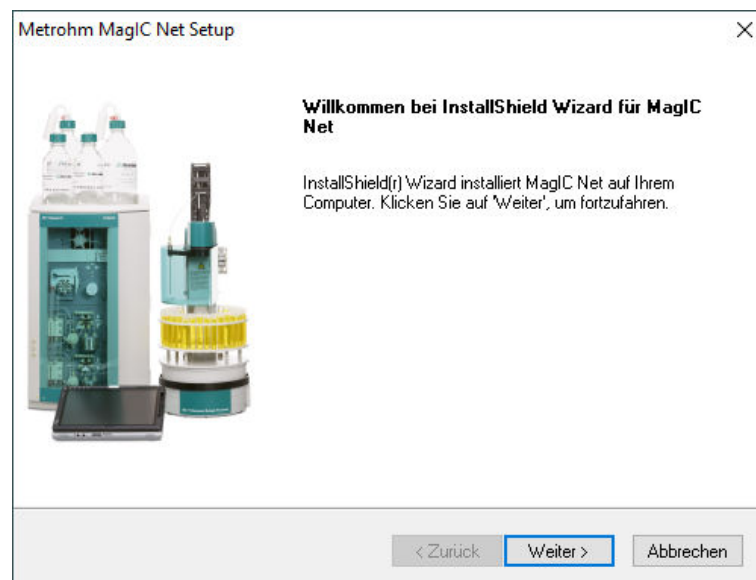 Metrohm MagIC Net Setup
Willkommen bei InstallShield Wizard für MagIC
Net
InstallShield(r) Wizard installiert MagIC Net auf Ihrem
Computer. Klicken Sie auf 'Weiter', um fortzufahren.
< Zurück
Weiter >
Abbrechen